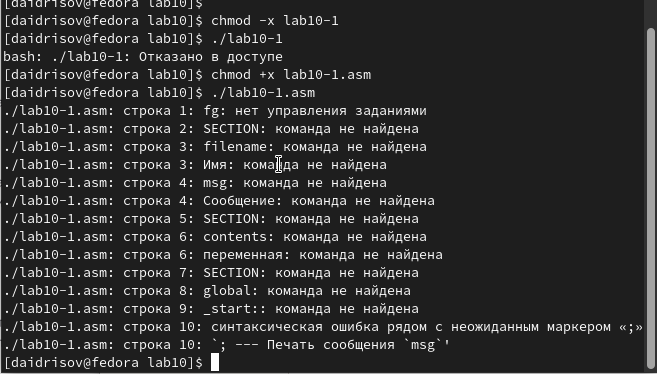 [daidrisov@fedora lab10]$
[daidrisov@fedora lab10]$ chmod -x lab10-1
[daidrisov@fedora lab10]$ ./lab10-1
bash: ./lab10-1: Отказано в доступе
[daidrisov@fedora lab10]$ chmod +x lab10-1.asm
[daidrisov@fedora lab10]$ ./lab10-1.asm
./lab10-1.asm: строка 1: fg: нет управления заданиями
./lab10-1.asm: строка 2: SECTION: команда не найдена
./lab10-1.asm: строка 3: filename: команда не найдена
./lab10-1.asm: строка 3: Имя: команда не найдена
./lab10-1.asm: строка 4: msg: команда не найдена
./lab10-1.asm: строка 4: Сообщение: команда не найдена
./lab10-1.asm: строка 5: SECTION: команда не найдена
./lab10-1.asm: строка 6: contents: команда не найдена
./lab10-1.asm: строка 6: переменная: команда не найдена
./lab10-1.asm: строка 7: SECTION: команда не найдена
./lab10-1.asm: строка 8: global: команда не найдена
./lab10-1.asm: строка 9: _start:: команда не найдена
./lab10-1.asm: строка 10: синтаксическая ошибка рядом с неожиданным маркером «;»
./lab10-1.asm: строка 10: `; --- Печать сообщения `msg`'
[daidrisov@fedora lab10]$